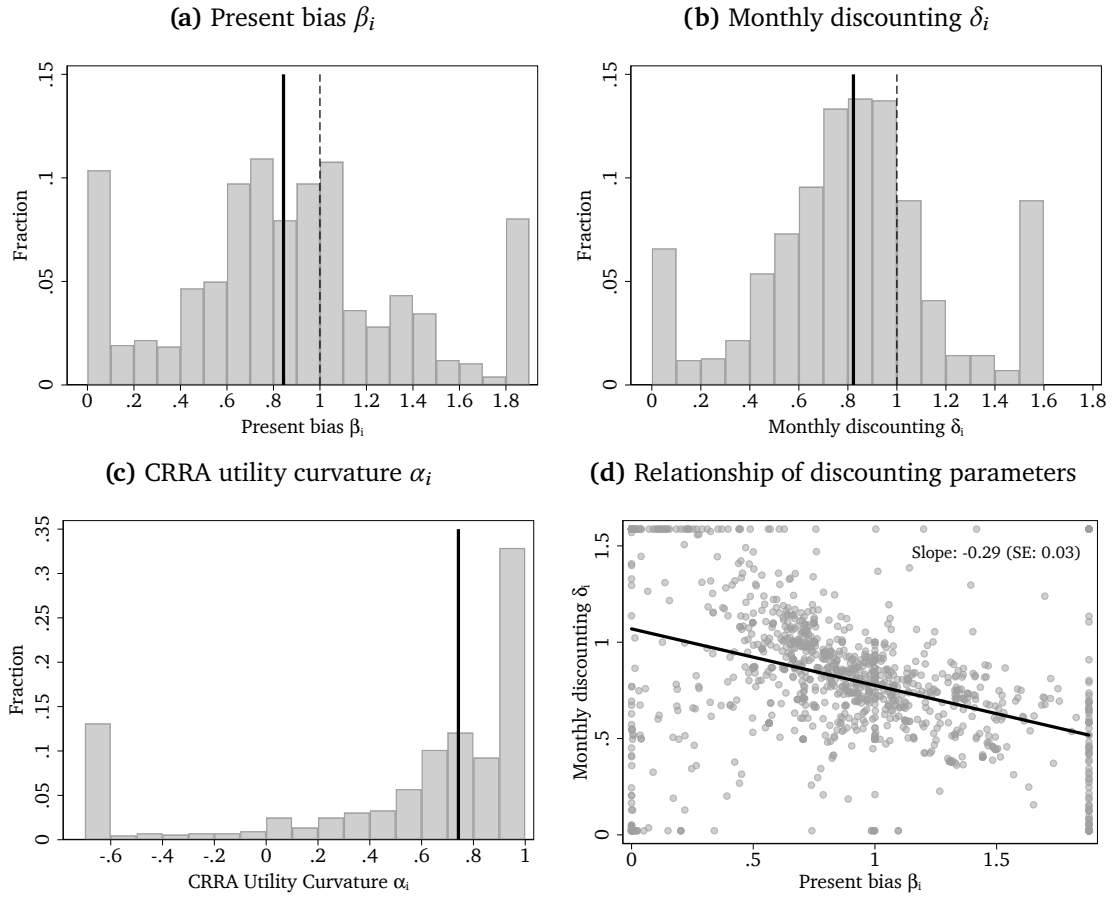 (a) Present bias βi
(b) Monthly discounting δi
.15
.1
.05
0
Fraction
0 .2 .4 .6 .8 1 1.2 1.4 1.6 1.8
Present bias βi
.15
.1
.05
0
Fraction
0 .2 .4 .6 .8 1 1.2 1.4 1.6 1.8
Monthly discounting δi
(c) CRRA utility curvature αi
(d) Relationship of discounting parameters
0 .05 .1 .15 .2 .25 .3 .35
Fraction
-.6 -.4 -.2 0 .2 .4 .6 .8 1
CRRA Utility Curvature αi
Slope: -0.29 (SE: 0.03)
1.5
1
.5
0
Monthly discounting δi
0 .5 1 1.5
Present bias βi